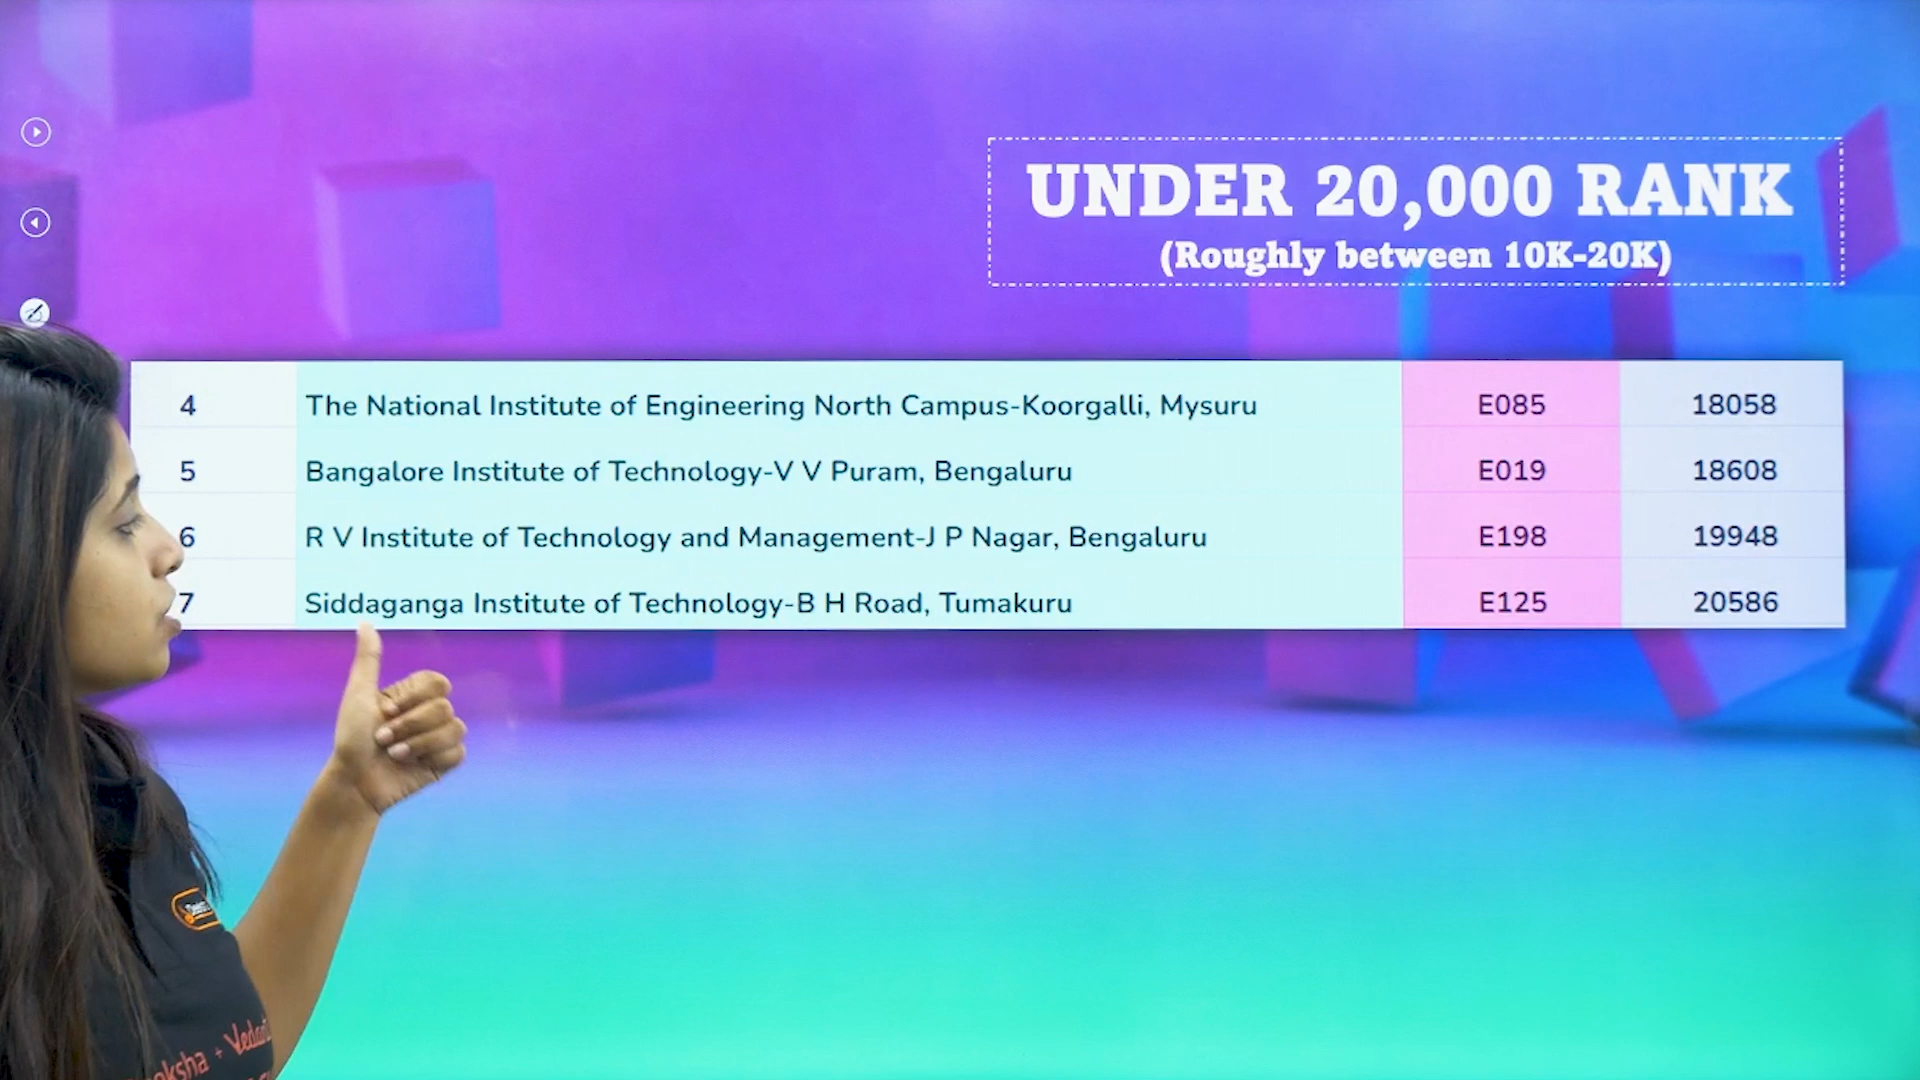 UNDER 20,000 RANK
(Roughly between 10K-20K)
4 The National Institute of Engineering North Campus-Koorgalli, Mysuru E085 18058
5 Bangalore Institute of Technology-V V Puram, Bengaluru E019 18608
6 R V Institute of Technology and Management-J P Nagar, Bengaluru E198 19948
7 Siddaganga Institute of Technology-B H Road, Tumakuru E125 20586